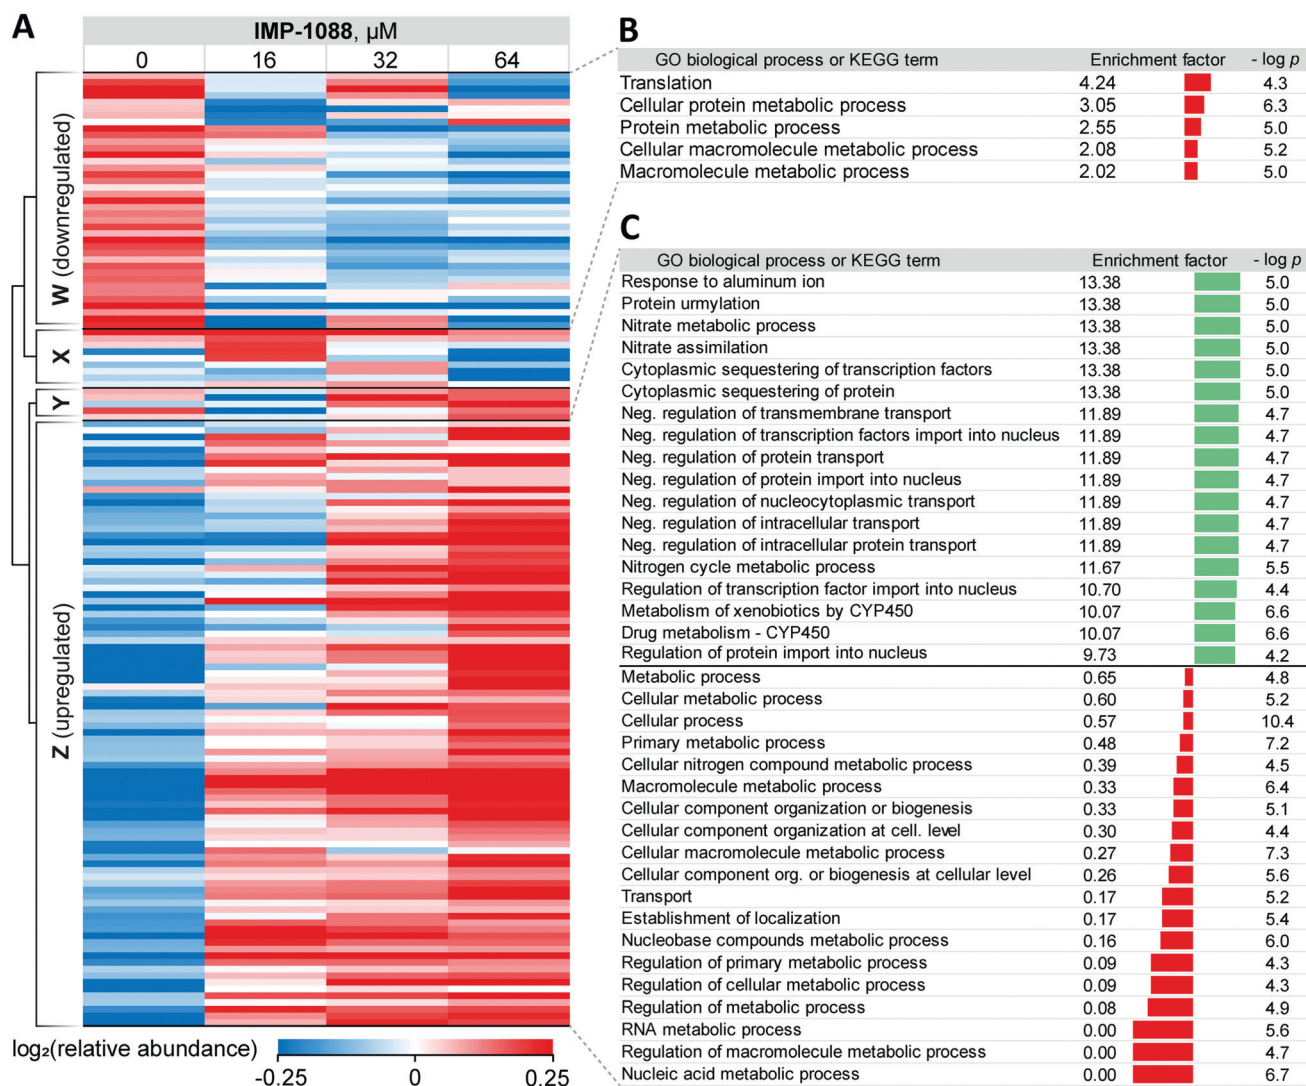 A
IMP-1088, µM
0 16 32 64
W (downregulated)
X
Y
Z (upregulated)
log₂(relative abundance)
-0.25 0 0.25
B
GO biological process or KEGG term Enrichment factor - log p
Translation 4.24 4.3
Cellular protein metabolic process 3.05 6.3
Protein metabolic process 2.55 5.0
Cellular macromolecule metabolic process 2.08 5.2
Macromolecule metabolic process 2.02 5.0
C
GO biological process or KEGG term Enrichment factor - log p
Response to aluminum ion 13.38 5.0
Protein urmylation 13.38 5.0
Nitrate metabolic process 13.38 5.0
Nitrate assimilation 13.38 5.0
Cytoplasmic sequestering of transcription factors 13.38 5.0
Cytoplasmic sequestering of protein 13.38 5.0
Neg. regulation of transmembrane transport 11.89 4.7
Neg. regulation of transcription factors import into nucleus 11.89 4.7
Neg. regulation of protein transport 11.89 4.7
Neg. regulation of protein import into nucleus 11.89 4.7
Neg. regulation of nucleocytoplasmic transport 11.89 4.7
Neg. regulation of intracellular transport 11.89 4.7
Neg. regulation of intracellular protein transport 11.89 4.7
Nitrogen cycle metabolic process 11.67 5.5
Regulation of transcription factor import into nucleus 10.70 4.4
Metabolism of xenobiotics by CYP450 10.07 6.6
Drug metabolism - CYP450 10.07 6.6
Regulation of protein import into nucleus 9.73 4.2
Metabolic process 0.65 4.8
Cellular metabolic process 0.60 5.2
Cellular process 0.57 10.4
Primary metabolic process 0.48 7.2
Cellular nitrogen compound metabolic process 0.39 4.5
Macromolecule metabolic process 0.33 6.4
Cellular component organization or biogenesis 0.33 5.1
Cellular component organization at cell. level 0.30 4.4
Cellular macromolecule metabolic process 0.27 7.3
Cellular component org. or biogenesis at cellular level 0.26 5.6
Transport 0.17 5.2
Establishment of localization 0.17 5.4
Nucleobase compounds metabolic process 0.16 6.0
Regulation of primary metabolic process 0.09 4.3
Regulation of cellular metabolic process 0.09 4.3
Regulation of metabolic process 0.08 4.9
RNA metabolic process 0.00 5.6
Regulation of macromolecule metabolic process 0.00 4.7
Nucleic acid metabolic process 0.00 6.7